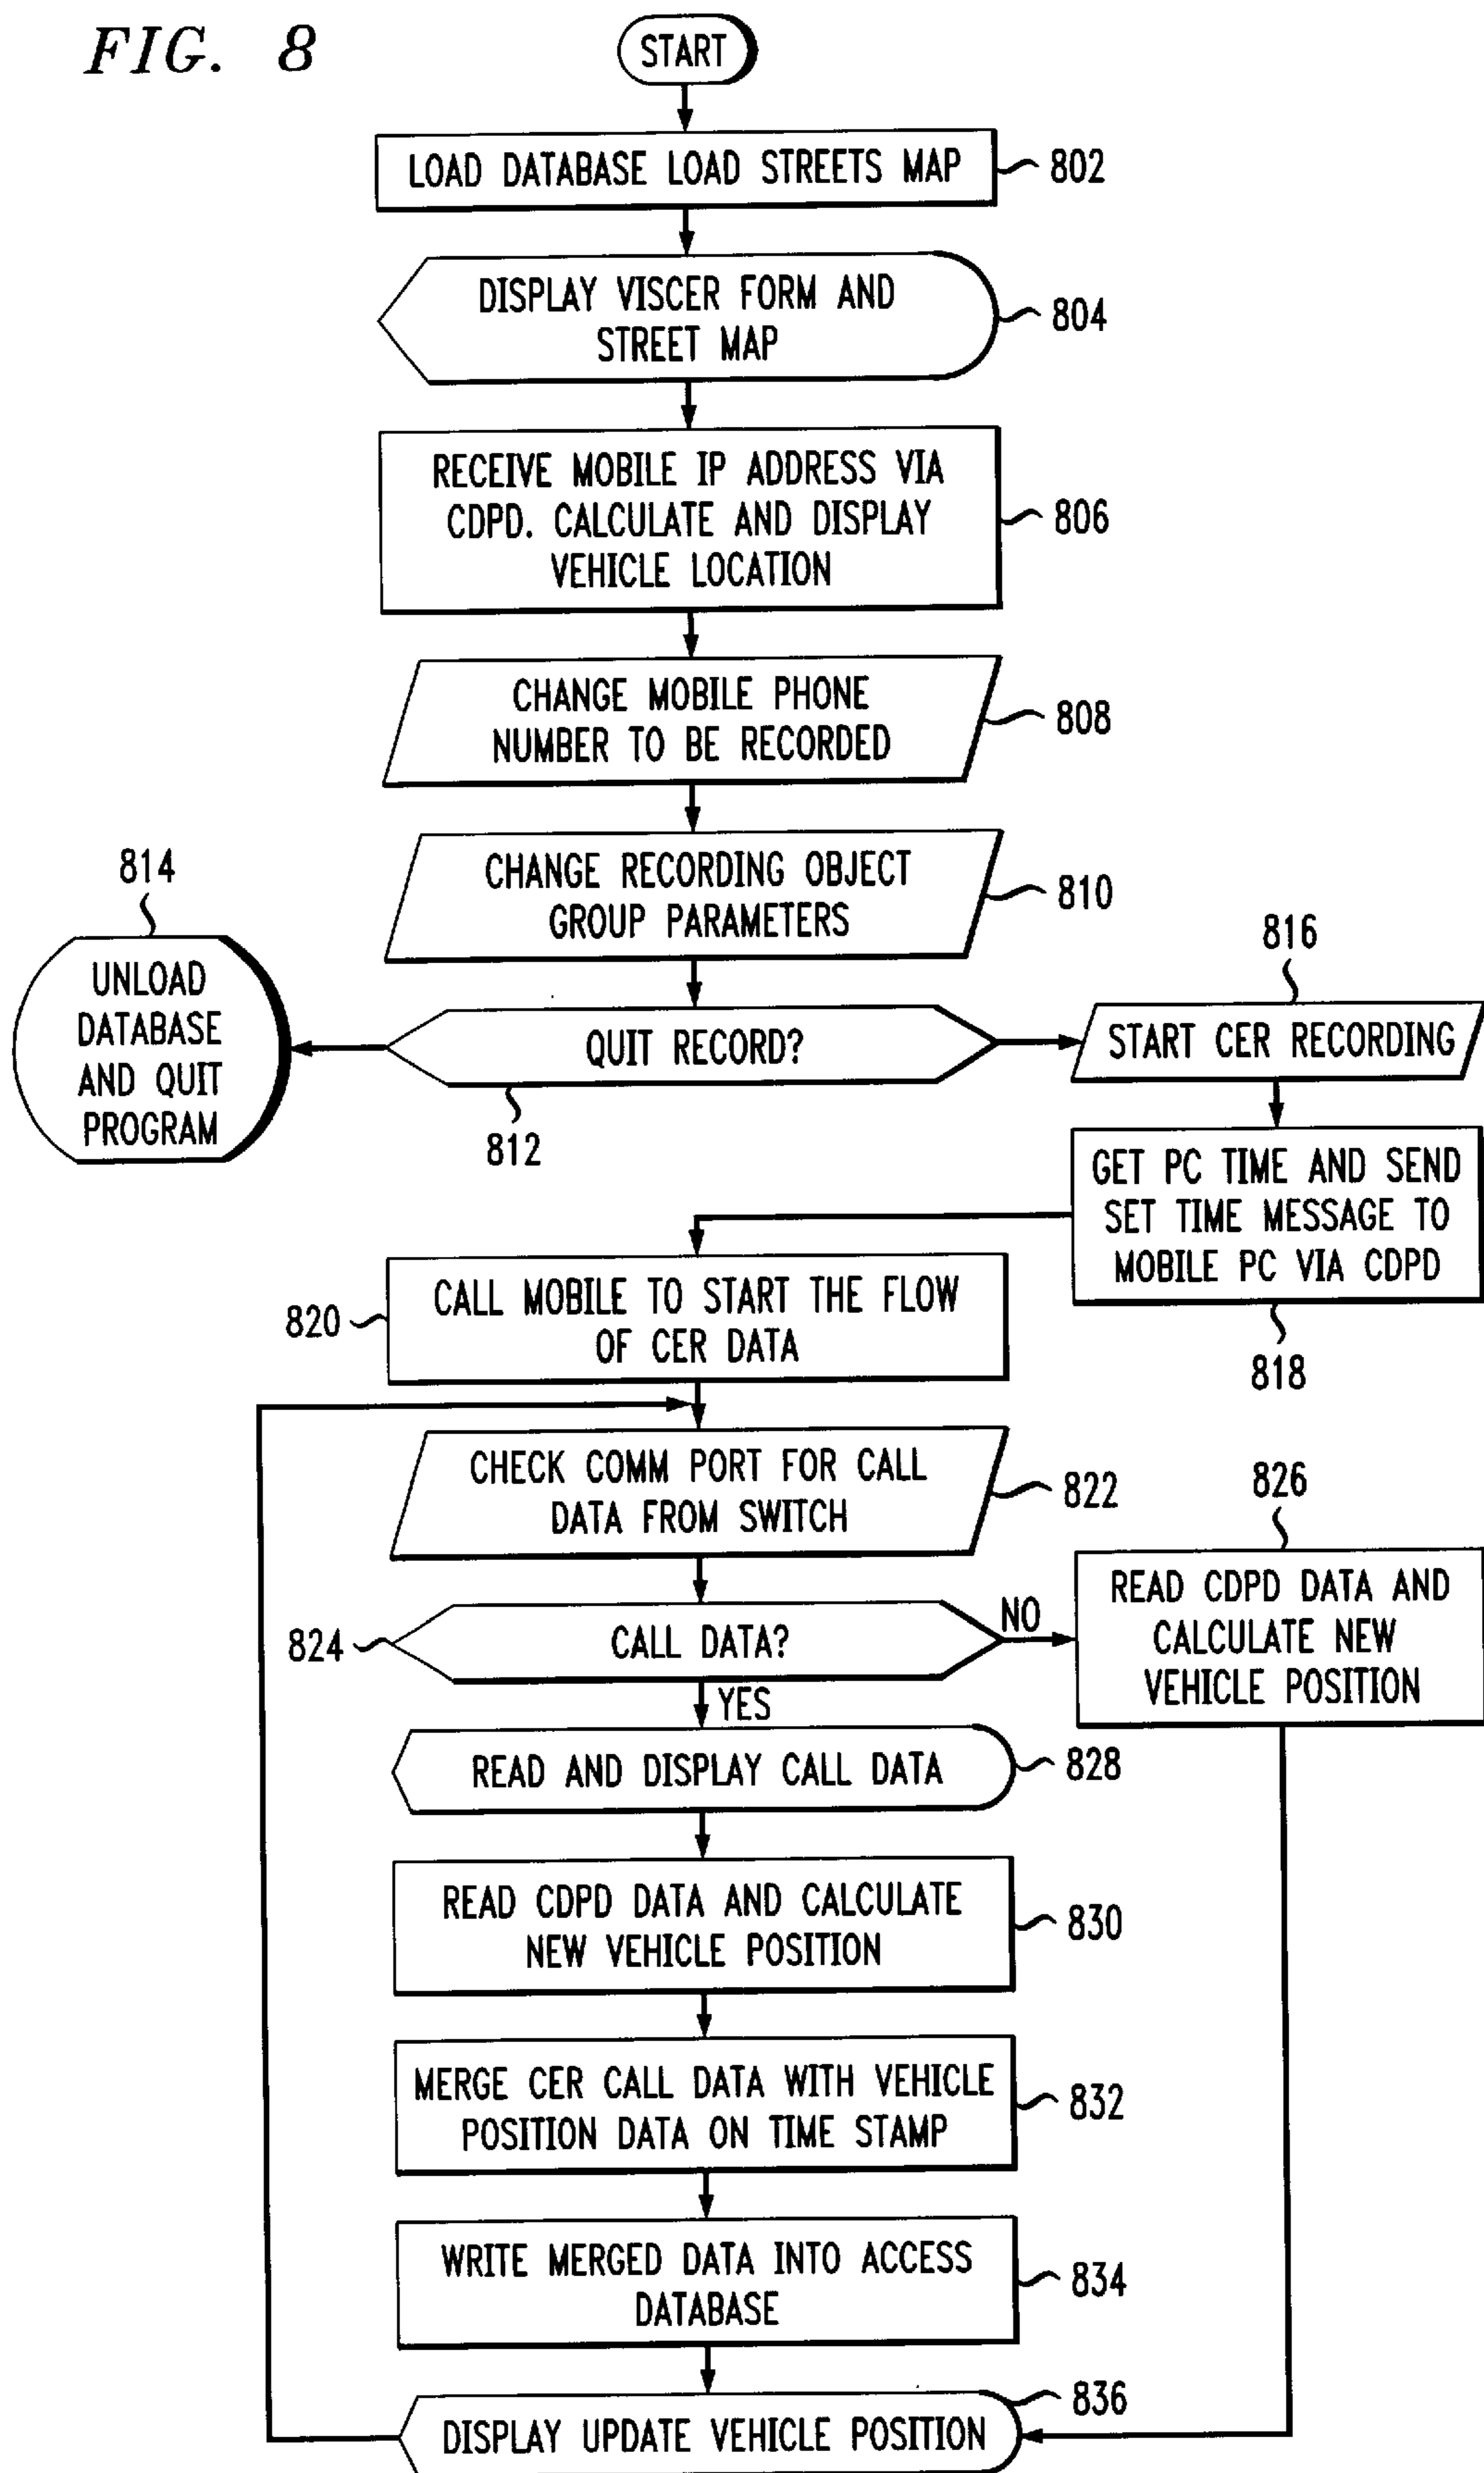 FIG. 8
START
LOAD DATABASE LOAD STREETS MAP
802
DISPLAY VISCER FORM AND
STREET MAP
804
RECEIVE MOBILE IP ADDRESS VIA
CDPD. CALCULATE AND DISPLAY
VEHICLE LOCATION
806
CHANGE MOBILE PHONE
NUMBER TO BE RECORDED
808
CHANGE RECORDING OBJECT
GROUP PARAMETERS
810
814
UNLOAD
DATABASE
AND QUIT
PROGRAM
QUIT RECORD?
812
816
START CER RECORDING
GET PC TIME AND SEND
SET TIME MESSAGE TO
MOBILE PC VIA CDPD
818
820
CALL MOBILE TO START THE FLOW
OF CER DATA
CHECK COMM PORT FOR CALL
DATA FROM SWITCH
822
824
CALL DATA?
NO
826
READ CDPD DATA AND
CALCULATE NEW
VEHICLE POSITION
YES
READ AND DISPLAY CALL DATA
828
READ CDPD DATA AND CALCULATE
NEW VEHICLE POSITION
830
MERGE CER CALL DATA WITH VEHICLE
POSITION DATA ON TIME STAMP
832
WRITE MERGED DATA INTO ACCESS
DATABASE
834
DISPLAY UPDATE VEHICLE POSITION
836